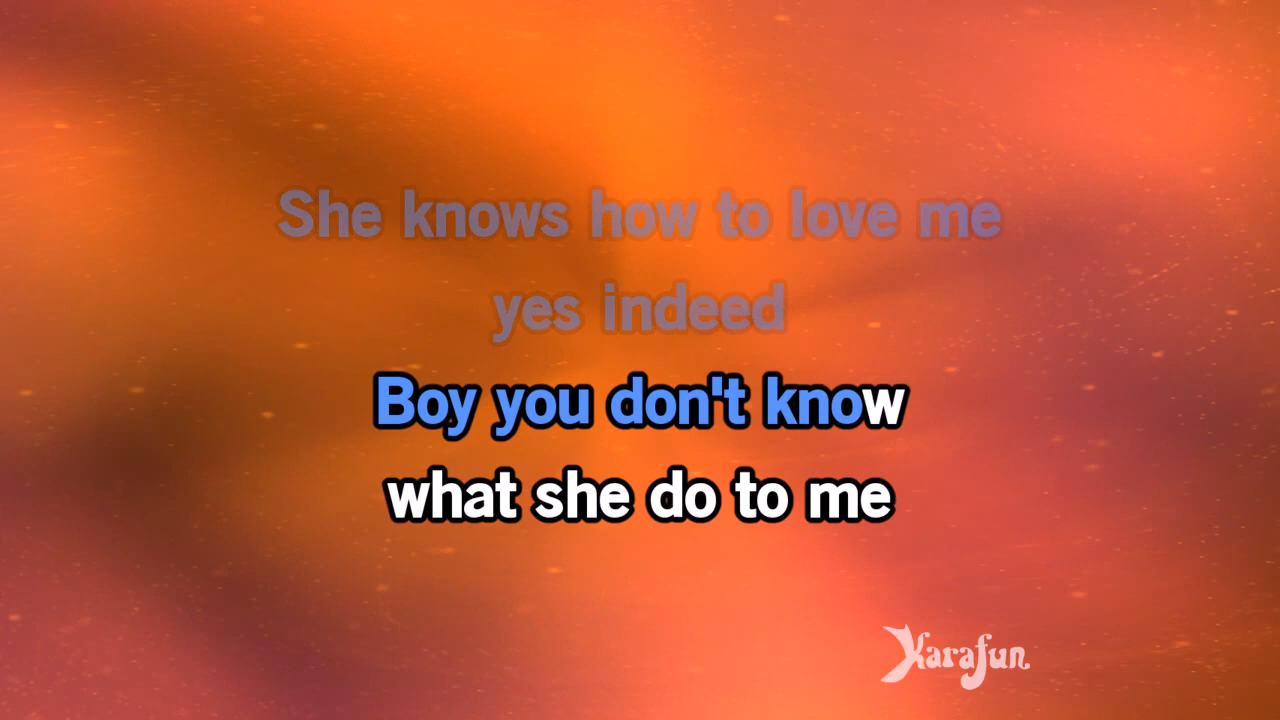 She knows how to love me
yes indeed
Boy you don't know
what she do to me
Karafun